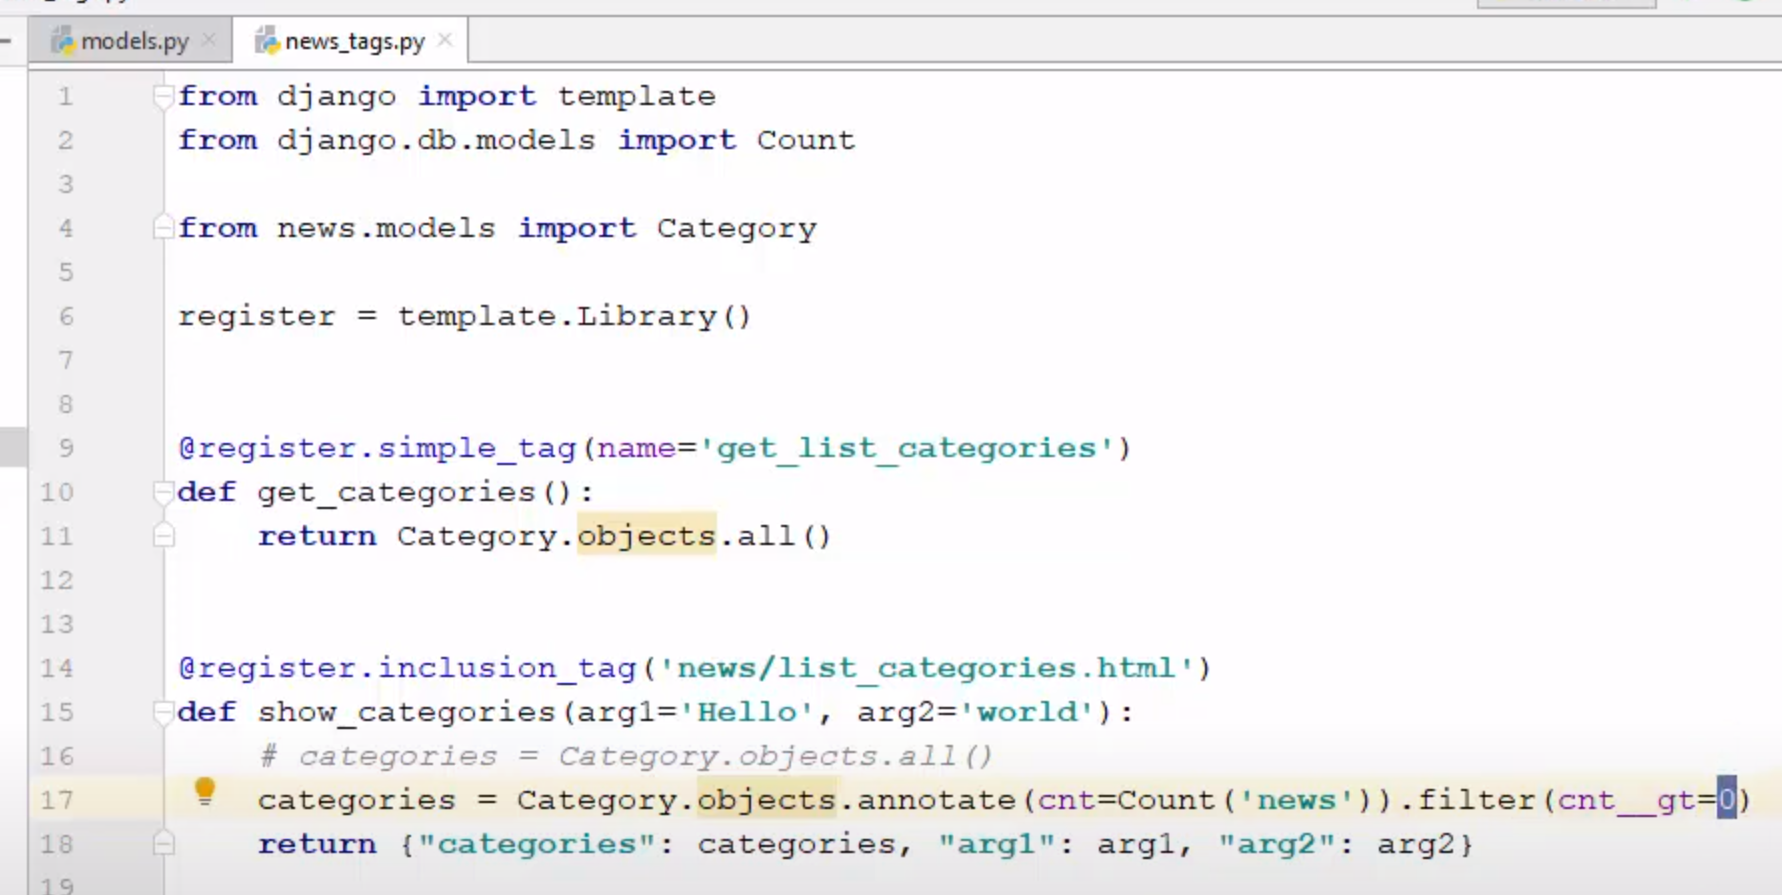 models.py news_tags.py
1 from django import template
2 from django.db.models import Count
3
4 from news.models import Category
5
6 register = template.Library()
7
8
9 @register.simple_tag(name='get_list_categories')
10 def get_categories():
11     return Category.objects.all()
12
13
14 @register.inclusion_tag('news/list_categories.html')
15 def show_categories(arg1='Hello', arg2='world'):
16     # categories = Category.objects.all()
17     categories = Category.objects.annotate(cnt=Count('news')).filter(cnt__gt=0)
18     return {"categories": categories, "arg1": arg1, "arg2": arg2}
19